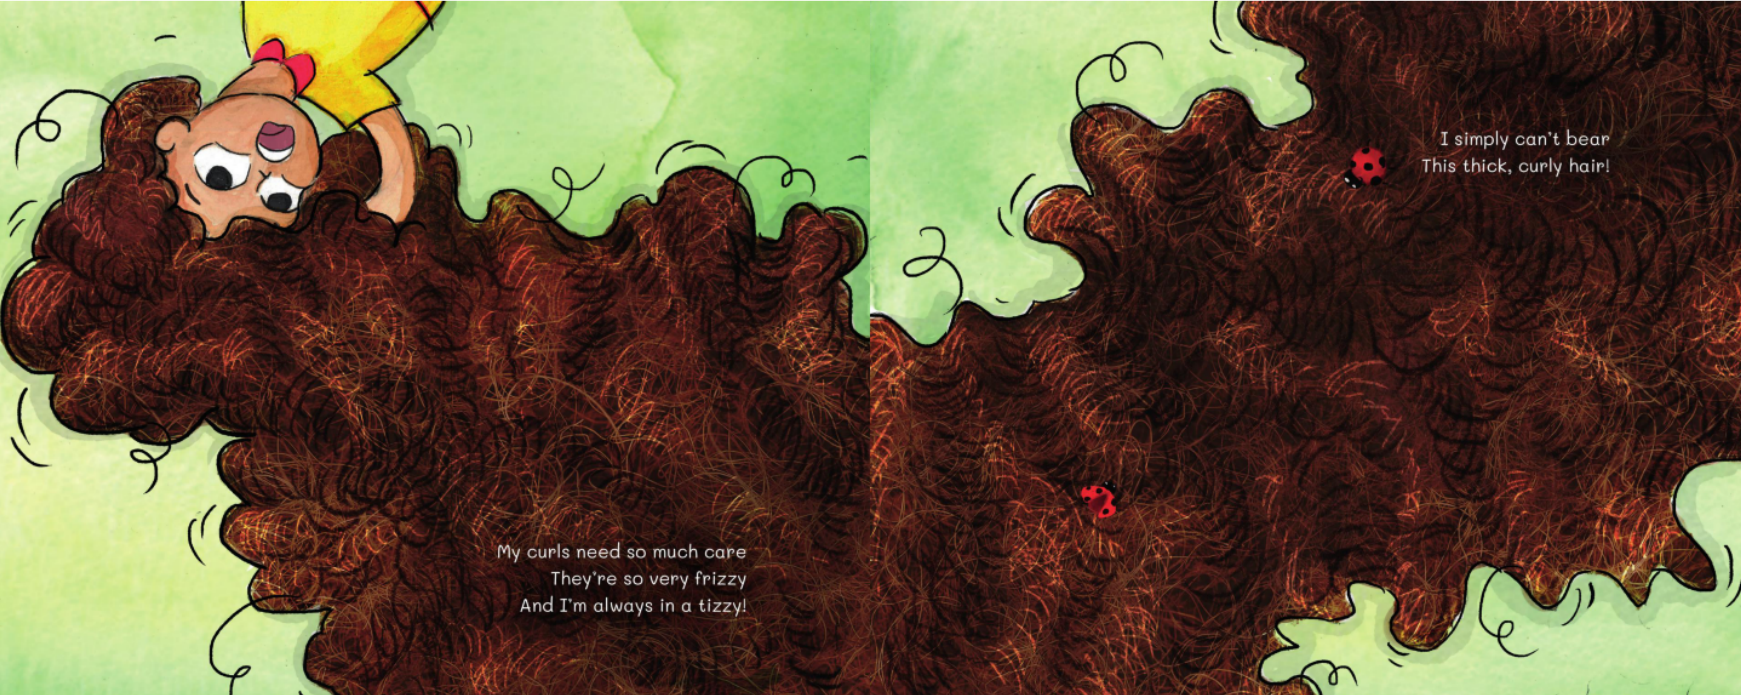 My curls need so much care
They're so very frizzy
And I'm always in a tizzy!
I simply can't bear
This thick, curly hair!